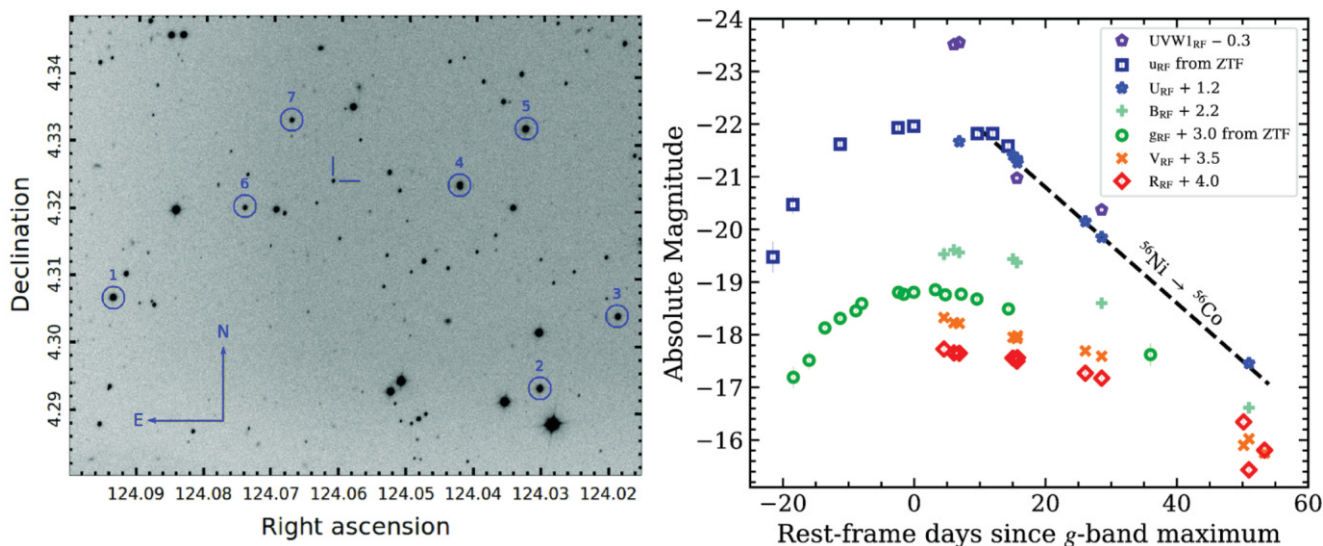 4.34
4.33
4.32
4.31
4.30
4.29
Declination
7
5
4
6
1
3
2
N
E
124.09 124.08 124.07 124.06 124.05 124.04 124.03 124.02
Right ascension
−24
−23
−22
−21
−20
−19
−18
−17
−16
Absolute Magnitude
UVW1RF − 0.3
uRF from ZTF
URF + 1.2
BRF + 2.2
gRF + 3.0 from ZTF
VRF + 3.5
RRF + 4.0
⁵⁶Ni → ⁵⁶Co
−20 0 20 40 60
Rest-frame days since g-band maximum